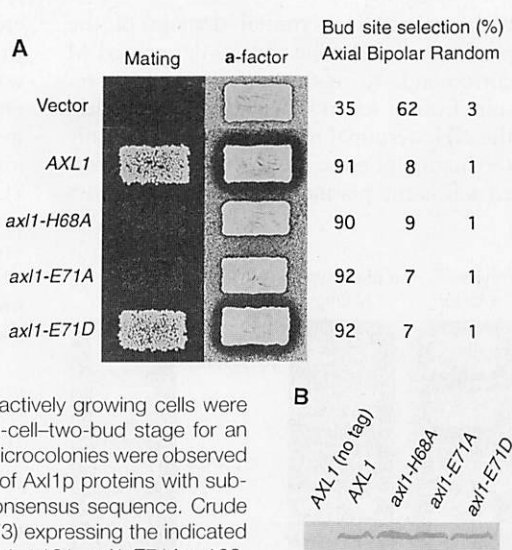 Bud site selection (%)
A
Mating
a-factor
Axial Bipolar Random
Vector 35 62 3
AXL1 91 8 1
axl1-H68A 90 9 1
axl1-E71A 92 7 1
axl1-E71D 92 7 1
actively growing cells were
-cell–two-bud stage for an
icrocolonies were observed
of Axl1p proteins with sub-
onsensus sequence. Crude
3) expressing the indicated
B
AXL1 (no tag)
AXL1
axl1-H68A
axl1-E71A
axl1-E71D